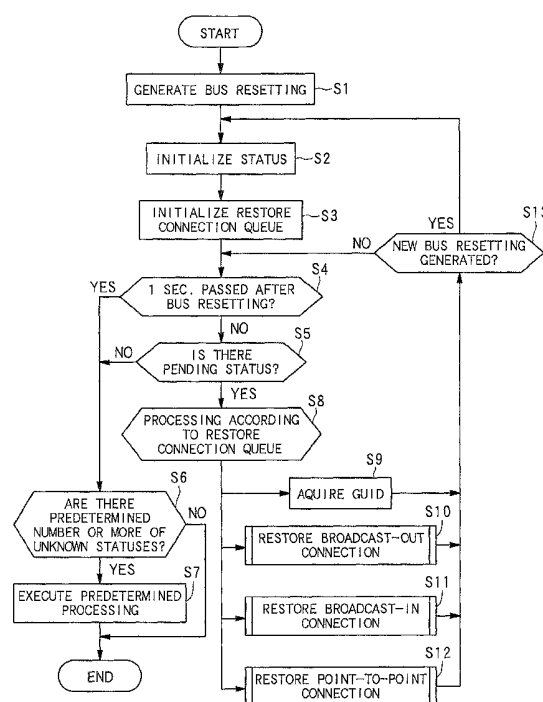 START
GENERATE BUS RESETTING
S1
INITIALIZE STATUS
S2
INITIALIZE RESTORE
CONNECTION QUEUE
S3
S13
YES
NO
NEW BUS RESETTING
GENERATED?
S4
YES
1 SEC. PASSED AFTER
BUS RESETTING?
NO
S5
NO
IS THERE
PENDING STATUS?
YES
S8
PROCESSING ACCORDING
TO RESTORE
CONNECTION QUEUE
S9
AQUIRE GUID
S6
ARE THERE
PREDETERMINED
NUMBER OR MORE OF
UNKNOWN STATUSES?
NO
YES
S10
RESTORE BROADCAST-OUT
CONNECTION
S7
EXECUTE PREDETERMINED
PROCESSING
S11
RESTORE BROADCAST-IN
CONNECTION
S12
RESTORE POINT-TO-POINT
CONNECTION
END